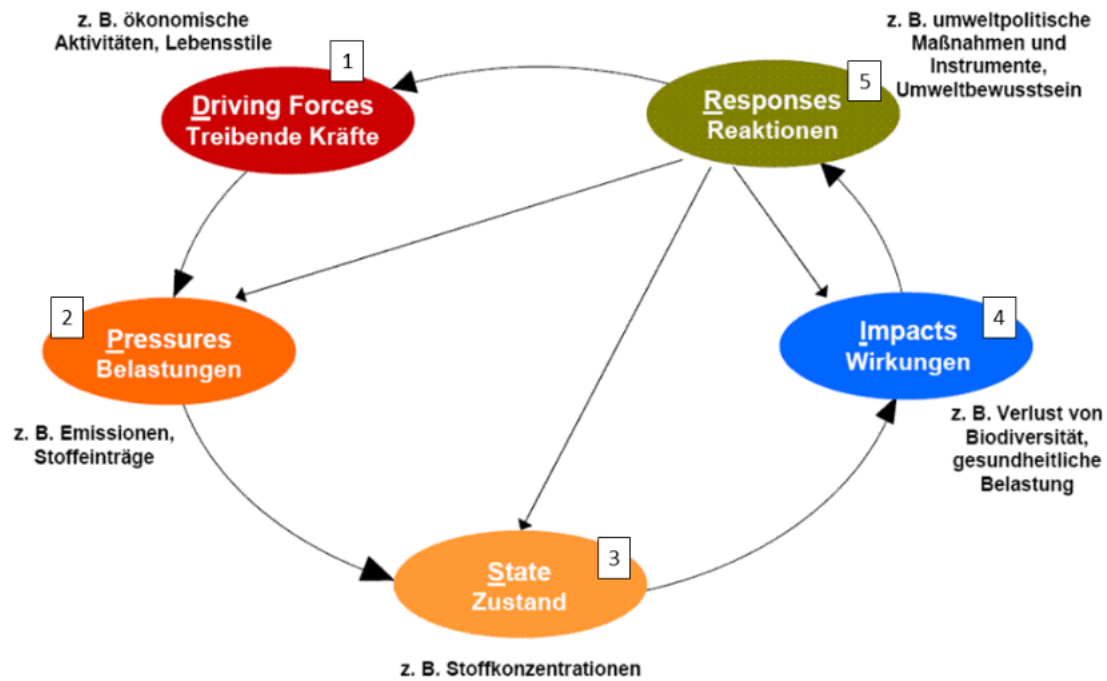 z. B. ökonomische
Aktivitäten, Lebensstile
1
Driving Forces
Treibende Kräfte
z. B. umweltpolitische
Maßnahmen und
Instrumente,
Umweltbewusstsein
5
Responses
Reaktionen
2
Pressures
Belastungen
z. B. Emissionen,
Stoffeinträge
4
Impacts
Wirkungen
z. B. Verlust von
Biodiversität,
gesundheitliche
Belastung
3
State
Zustand
z. B. Stoffkonzentrationen